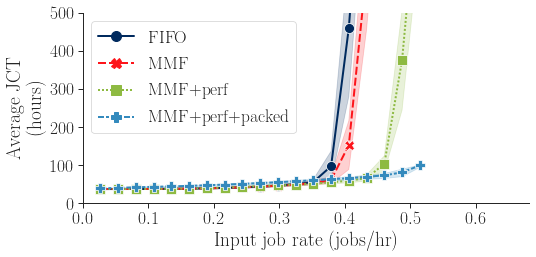 500
400
300
200
100
0
Average JCT
(hours)
FIFO
MMF
MMF+perf
MMF+perf+packed
0.0 0.1 0.2 0.3 0.4 0.5 0.6
Input job rate (jobs/hr)